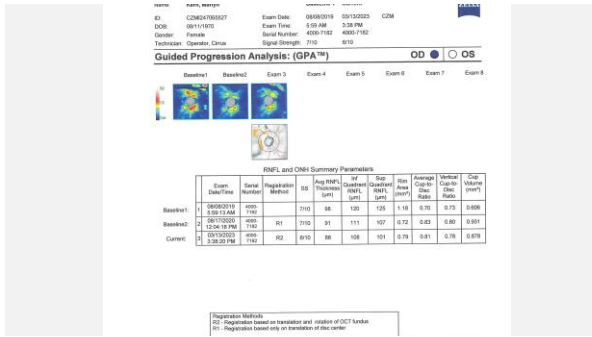 ID: CZMI247065527 Exam Date: 08/08/2019 03/13/2023 CZM
DOB: 08/11/1970 Exam Time: 5:59 AM 3:38 PM
Gender: Female Serial Number: 4000-7182 4000-7182
Technician: Operator, Cirrus Signal Strength: 7/10 6/10
Guided Progression Analysis: (GPA™) OD OS
Baseline1 Baseline2 Exam 3 Exam 4 Exam 5 Exam 6 Exam 7 Exam 8
RNFL and ONH Summary Parameters
Exam Date/Time Serial Number Registration Method SS Avg RNFL Thickness (µm) Inf Quadrant RNFL (µm) Sup Quadrant RNFL (µm) Rim Area (mm²) Average Cup-to-Disc Ratio Vertical Cup-to-Disc Ratio Cup Volume (mm³)
Baseline1: 1 08/08/2019 5:59:13 AM 4000-7182 7/10 98 120 125 1.18 0.70 0.73 0.606
Baseline2: 2 08/17/2020 12:04:18 PM 4000-7182 R1 7/10 91 111 107 0.72 0.83 0.80
Current: 3 03/13/2023 3:38:20 PM 4000-7182 R2 6/10 88 108 101 0.79 0.81 0.78
Registration Methods
R2 - Registration based on translation and rotation of OCT fundus
R1 - Registration based only on translation of disc center